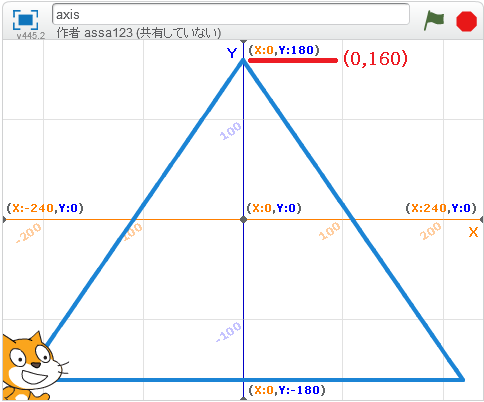 axis
v445.2
作者 assa123 (共有していない)
Y
(X:0,Y:180)
(0,160)
100
(X:-240,Y:0)
(X:0,Y:0)
(X:240,Y:0)
-200
-100
100
200
X
-100
(X:0,Y:-180)